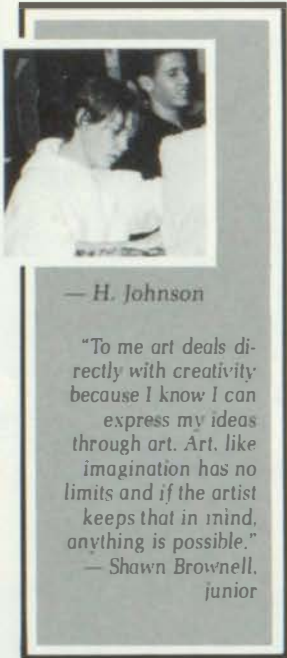 — H. Johnson
"To me art deals di-
rectly with creativity
because I know I can
express my ideas
through art. Art, like
imagination has no
limits and if the artist
keeps that in mind,
anything is possible."
— Shawn Brownell,
junior